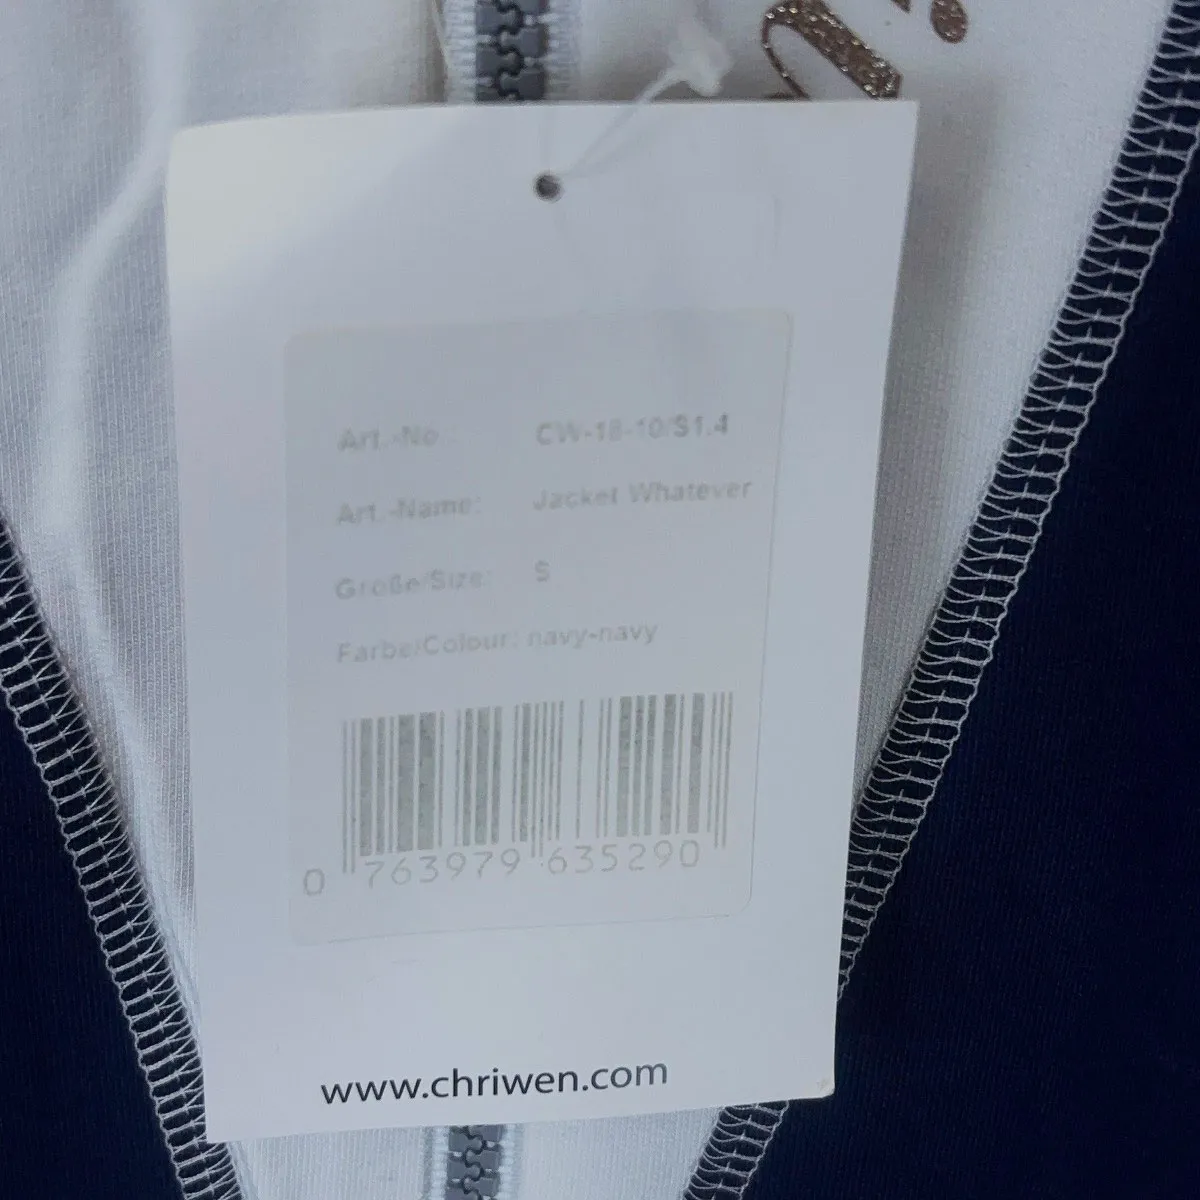 Art.-No CW-18-10/S1.4
Art.-Name: Jacket Whatever
Große/Size: S
Farbe/Colour: navy-navy
0 763979 635290
www.chriwen.com